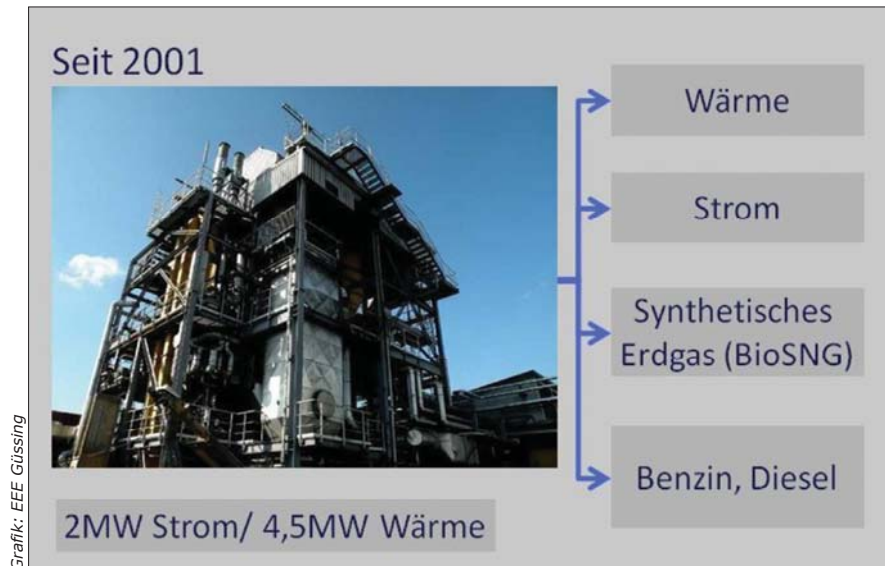 Seit 2001
Wärme
Strom
Synthetisches
Erdgas (BioSNG)
Benzin, Diesel
2MW Strom/ 4,5MW Wärme
Grafik: EEE Güssing